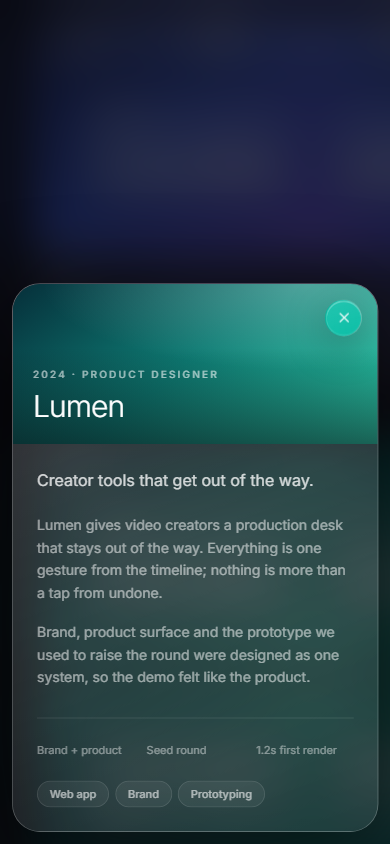 2024 · PRODUCT DESIGNER
Lumen
Creator tools that get out of the way.
Lumen gives video creators a production desk
that stays out of the way. Everything is one
gesture from the timeline; nothing is more than
a tap from undone.
Brand, product surface and the prototype we
used to raise the round were designed as one
system, so the demo felt like the product.
Brand + product Seed round 1.2s first render
Web app Brand Prototyping